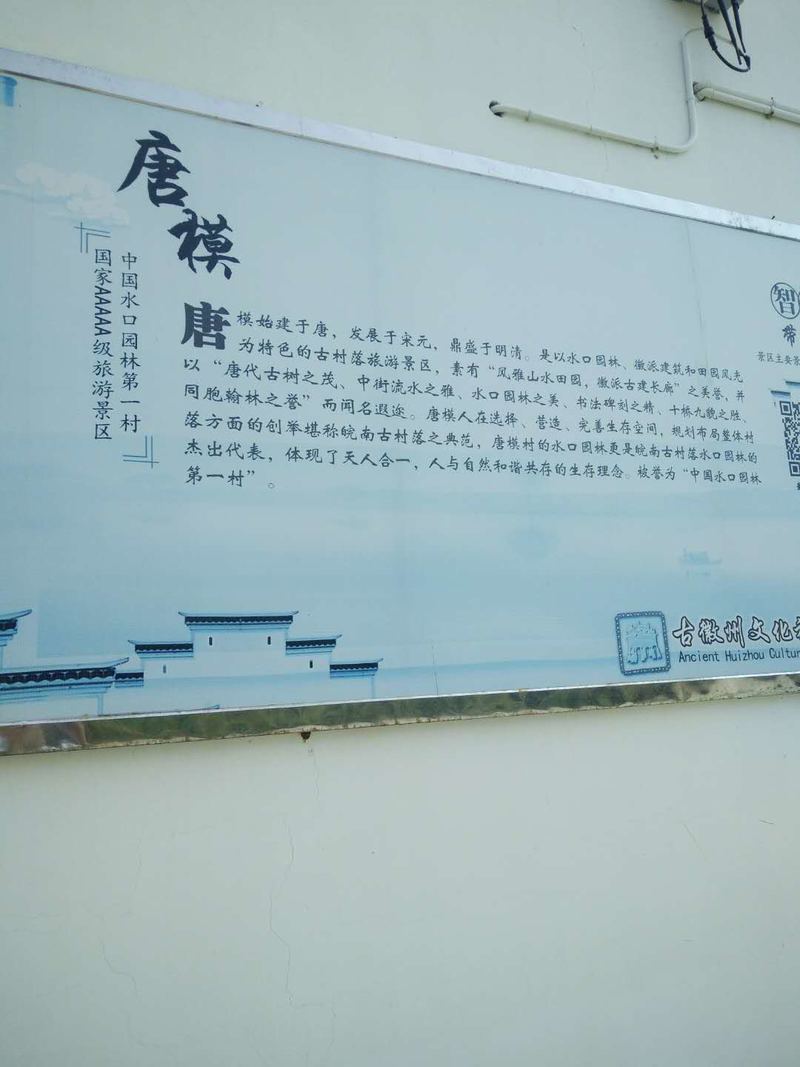 唐模
中国水口园林第一村
国家AAAAA级旅游景区
唐模始建于唐，发展于宋元，鼎盛于明清。是以水口园林、徽派建筑和田园风光
为特色的古村落旅游景区，素有“风雅山水田园，徽派古建长廊”之美誉，并
以“唐代古树之茂、中街流水之雅、水口园林之美、书法碑刻之精、十桥九貌之胜、
同胞翰林之誉”而闻名遐迩。唐模人在选择、营造、完善生存空间，规划布局整体村
落方面的创举堪称皖南古村落之典范，唐模村的水口园林更是皖南古村落水口园林的
杰出代表，体现了天人合一，人与自然和谐共存的生存理念。被誉为“中国水口园林
第一村”。
智
景区主要景
古徽州文化
Ancient Huizhou Cultur